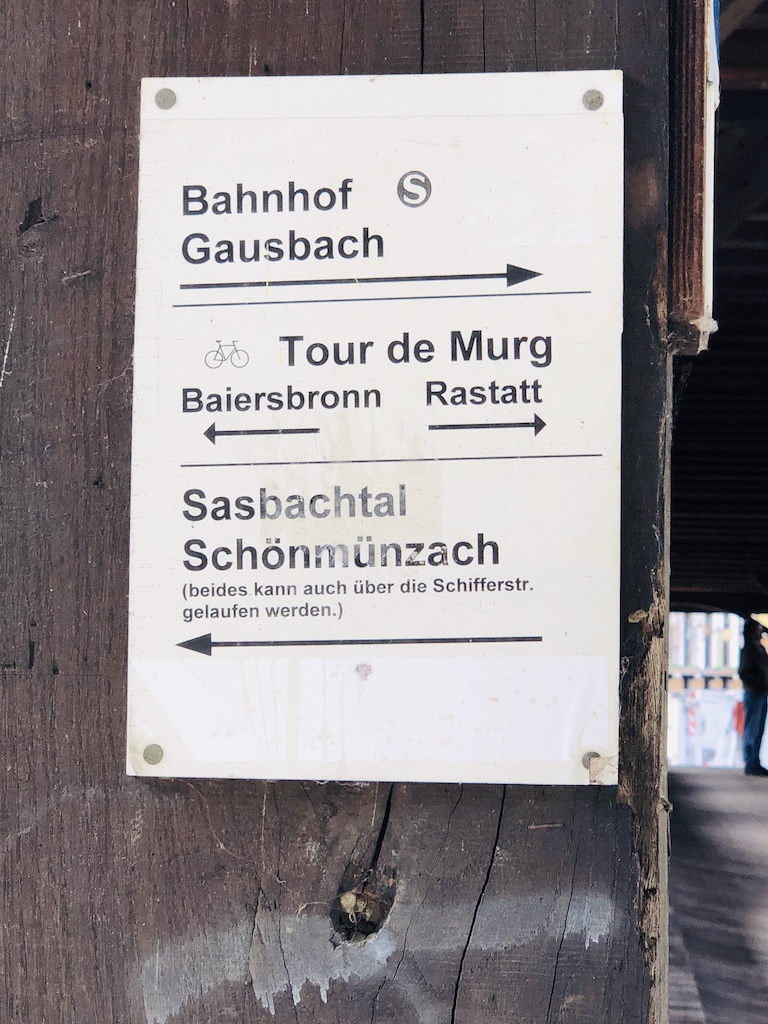 Bahnhof S
Gausbach
Tour de Murg
Baiersbronn Rastatt
Sasbachtal
Schönmünzach
(beides kann auch über die Schifferstr.
gelaufen werden.)